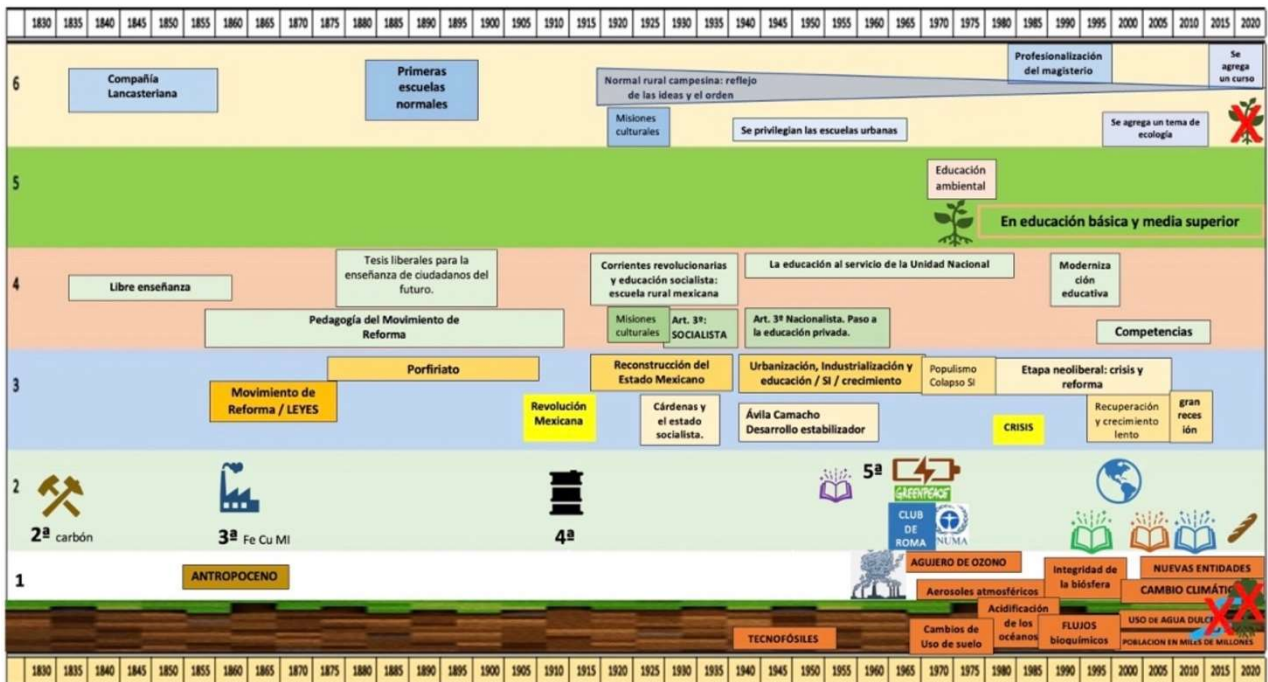 1830 1835 1840 1845 1850 1855 1860 1865 1870 1875 1880 1885 1890 1895 1900 1905 1910 1915 1920 1925 1930 1935 1940 1945 1950 1955 1960 1965 1970 1975 1980 1985 1990 1995 2000 2005 2010 2015 2020
6
Compañía
Lancasteriana
Primeras
escuelas
normales
Normal rural campesina: reflejo
de las ideas y el orden
Misiones
culturales
Se privilegian las escuelas urbanas
Profesionalización
del magisterio
Se agrega un tema de
ecología
Se
agrega
un curso
5
Educación
ambiental
En educación básica y media superior
4
Libre enseñanza
Tesis liberales para la
enseñanza de ciudadanos del
futuro.
Pedagogía del Movimiento de
Reforma
Corrientes revolucionarias
y educación socialista:
escuela rural mexicana
Misiones
culturales
Art. 3º:
SOCIALISTA
La educación al servicio de la Unidad Nacional
Art. 3º Nacionalista. Paso a
la educación privada.
Moderniza
ción
educativa
Competencias
3
Movimiento de
Reforma / LEYES
Porfiriato
Revolución
Mexicana
Reconstrucción del
Estado Mexicano
Cárdenas y
el estado
socialista.
Urbanización, Industrialización y
educación / SI / crecimiento
Ávila Camacho
Desarrollo estabilizador
Populismo
Colapso SI
Etapa neoliberal: crisis y
reforma
CRISIS
Recuperación
y crecimiento
lento
gran
reces
ión
2
2ª carbón
3ª Fe Cu MI
4ª
5ª
GREENPEACE
CLUB
DE
ROMA
NUMA
1
ANTROPOCENO
AGUJERO DE OZONO
Aerosoles atmosféricos
Integridad de
la biósfera
NUEVAS ENTIDADES
CAMBIO CLIMÁTIC
Acidificación
de los
océanos
TECNOFÓSILES
Cambios de
Uso de suelo
FLUJOS
bioquímicos
USO DE AGUA DULCE
POBLACION EN MILES DE MILLONES
1830 1835 1840 1845 1850 1855 1860 1865 1870 1875 1880 1885 1890 1895 1900 1905 1910 1915 1920 1925 1930 1935 1940 1945 1950 1955 1960 1965 1970 1975 1980 1985 1990 1995 2000 2005 2010 2015 2020